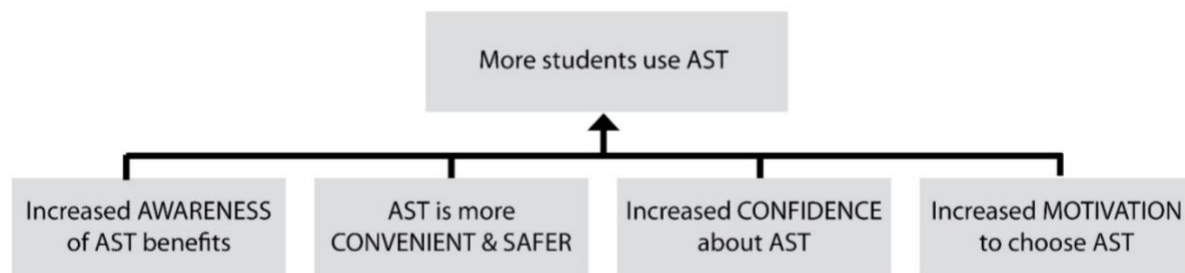 More students use AST
Increased AWARENESS
of AST benefits
AST is more
CONVENIENT & SAFER
Increased CONFIDENCE
about AST
Increased MOTIVATION
to choose AST